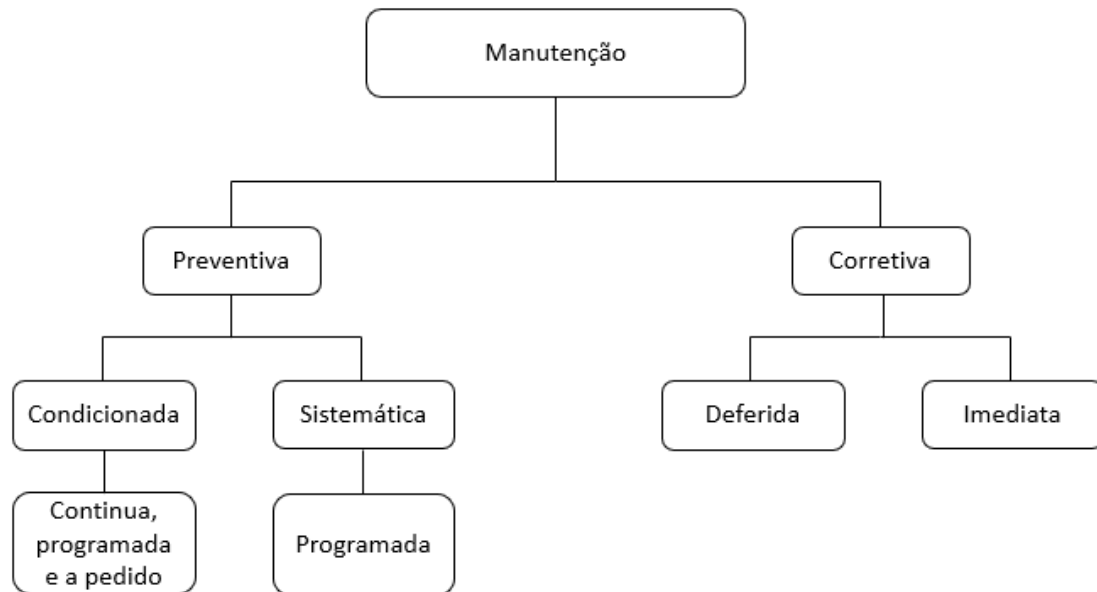 Manutenção
Preventiva
Corretiva
Condicionada
Sistemática
Deferida
Imediata
Continua,
programada
e a pedido
Programada